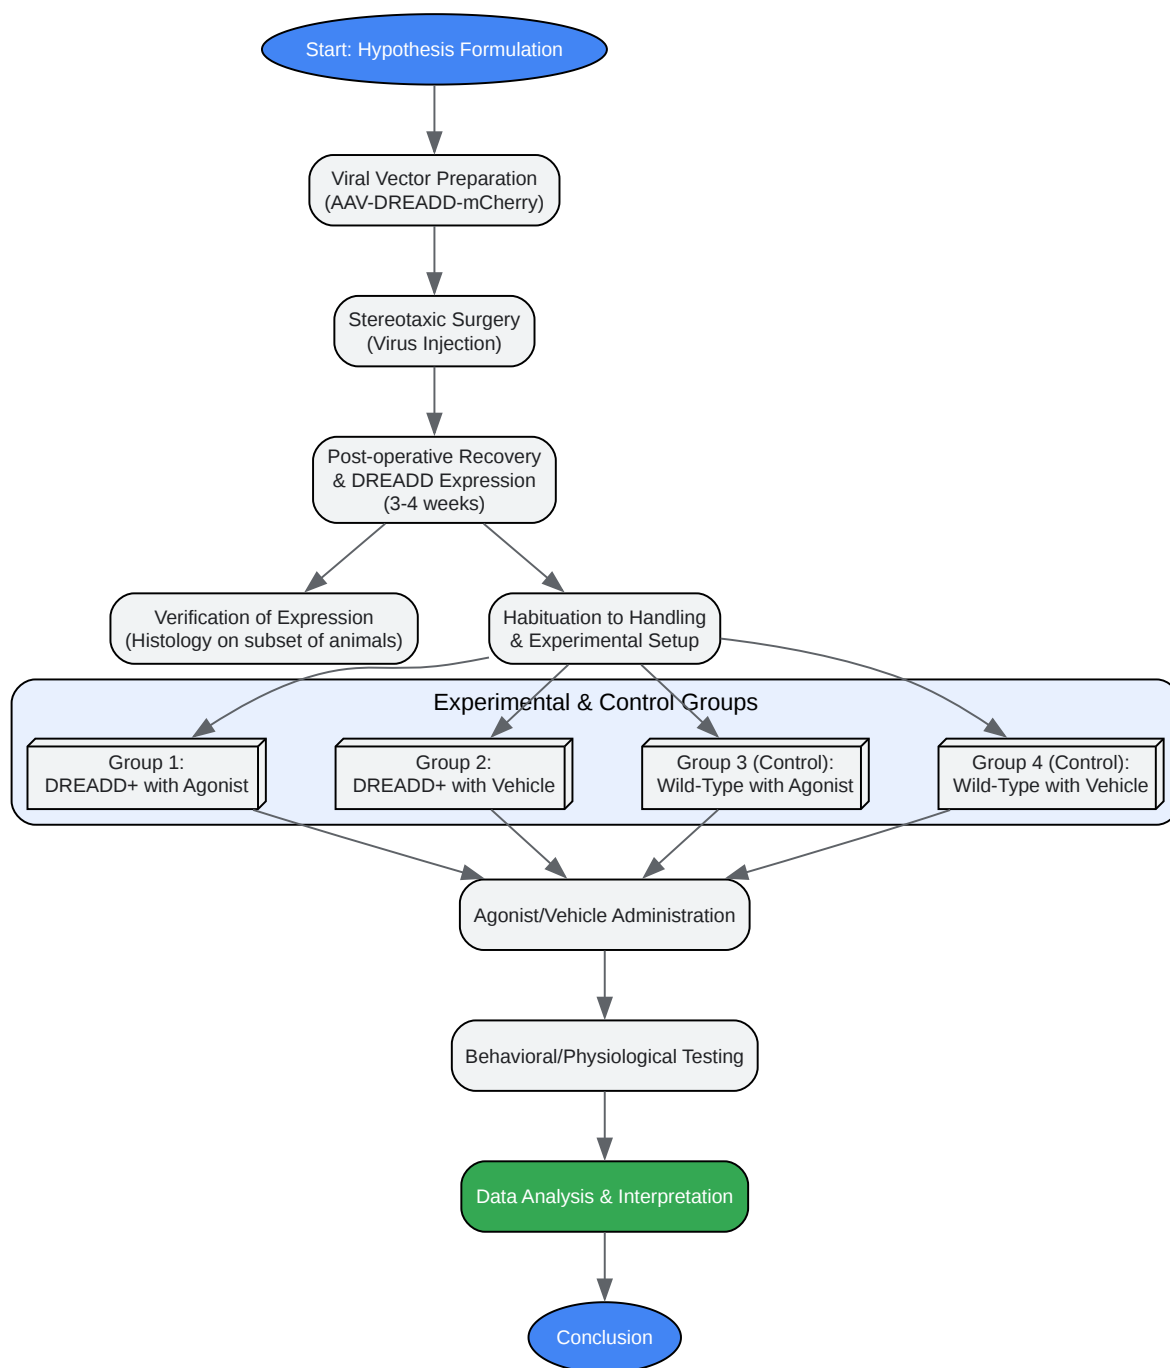 Start: Hypothesis Formulation
Viral Vector Preparation
(AAV-DREADD-mCherry)
Stereotaxic Surgery
(Virus Injection)
Post-operative Recovery
& DREADD Expression
(3-4 weeks)
Verification of Expression
(Histology on subset of animals)
Habituation to Handling
& Experimental Setup
Experimental & Control Groups
Group 1:
DREADD+ with Agonist
Group 2:
DREADD+ with Vehicle
Group 3 (Control):
Wild-Type with Agonist
Group 4 (Control):
Wild-Type with Vehicle
Agonist/Vehicle Administration
Behavioral/Physiological Testing
Data Analysis & Interpretation
Conclusion